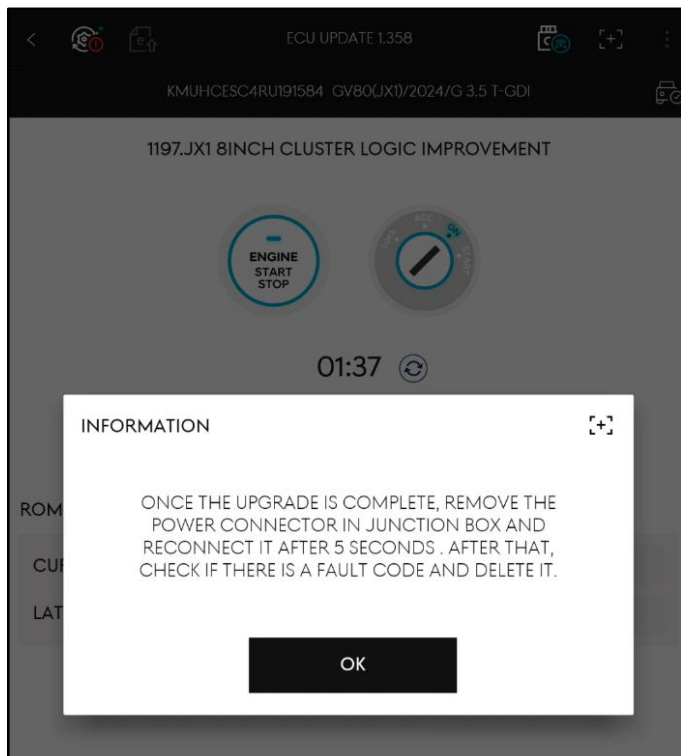 ECU UPDATE 1.358
KMUHCESC4RU191584 GV80(JX1)/2024/G 3.5 T-GDI
1197.JX1 8INCH CLUSTER LOGIC IMPROVEMENT
ENGINE
START
STOP
ACC
ON
START
01:37
INFORMATION
ONCE THE UPGRADE IS COMPLETE, REMOVE THE
POWER CONNECTOR IN JUNCTION BOX AND
RECONNECT IT AFTER 5 SECONDS . AFTER THAT,
CHECK IF THERE IS A FAULT CODE AND DELETE IT.
ROM
LAT
OK